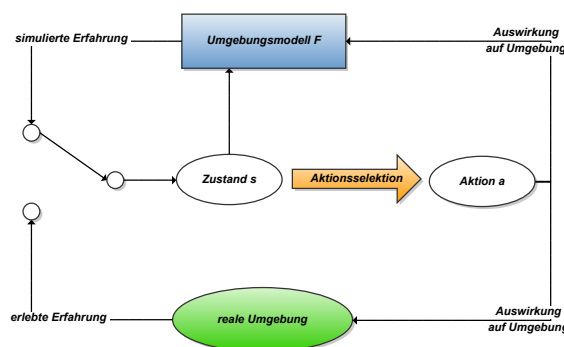 simulierte Erfahrung
Umgebungsmodell F
Auswirkung
auf Umgebung
Zustand s
Aktionsselektion
Aktion a
erlebte Erfahrung
reale Umgebung
Auswirkung
auf Umgebung